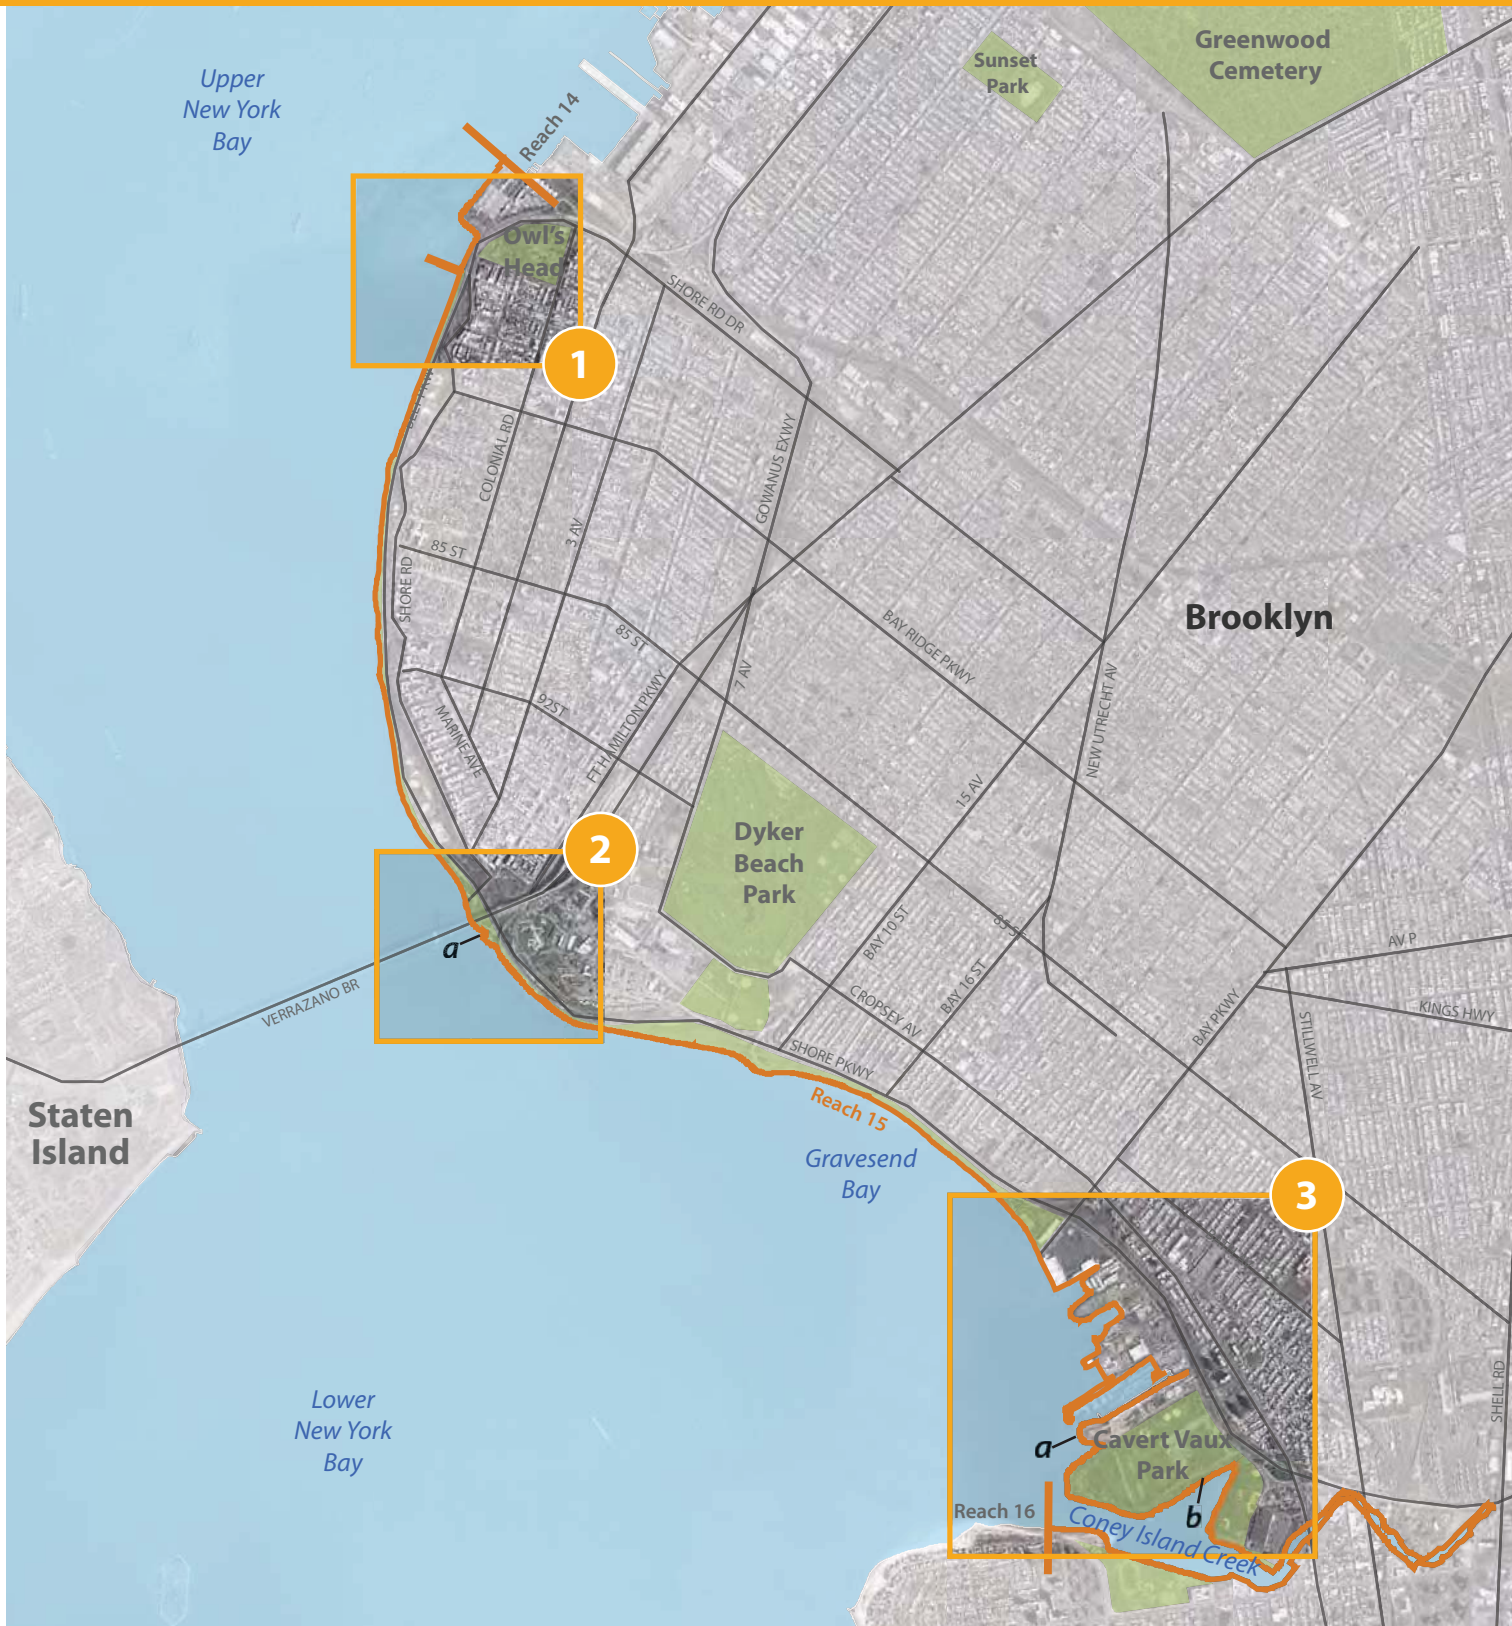 Upper
New York
Bay
Reach 14
Sunset
Park
Greenwood
Cemetery
Owl's
Head
1
SHORE RD DR
COLONIAL RD
GOWANUS EXWY
3 AV
85 ST
SHORE RD
85 ST
BAY RIDGE PKWY
Brooklyn
7 AV
92ST
MARINE AVE
FT HAMILTON PKWY
NEW UTRECHT AV
15 AV
2
Dyker
Beach
Park
a
BAY 10 ST
85 ST
AV P
BAY 16 ST
VERRAZANO BR
CROPSEY AV
BAY PKWY
KINGS HWY
STILLWELL AV
SHORE PKWY
Staten
Island
Reach 15
Gravesend
Bay
3
Lower
New York
Bay
SHELL RD
a
Cavert Vaux
Park
b
Reach 16
Coney Island Creek